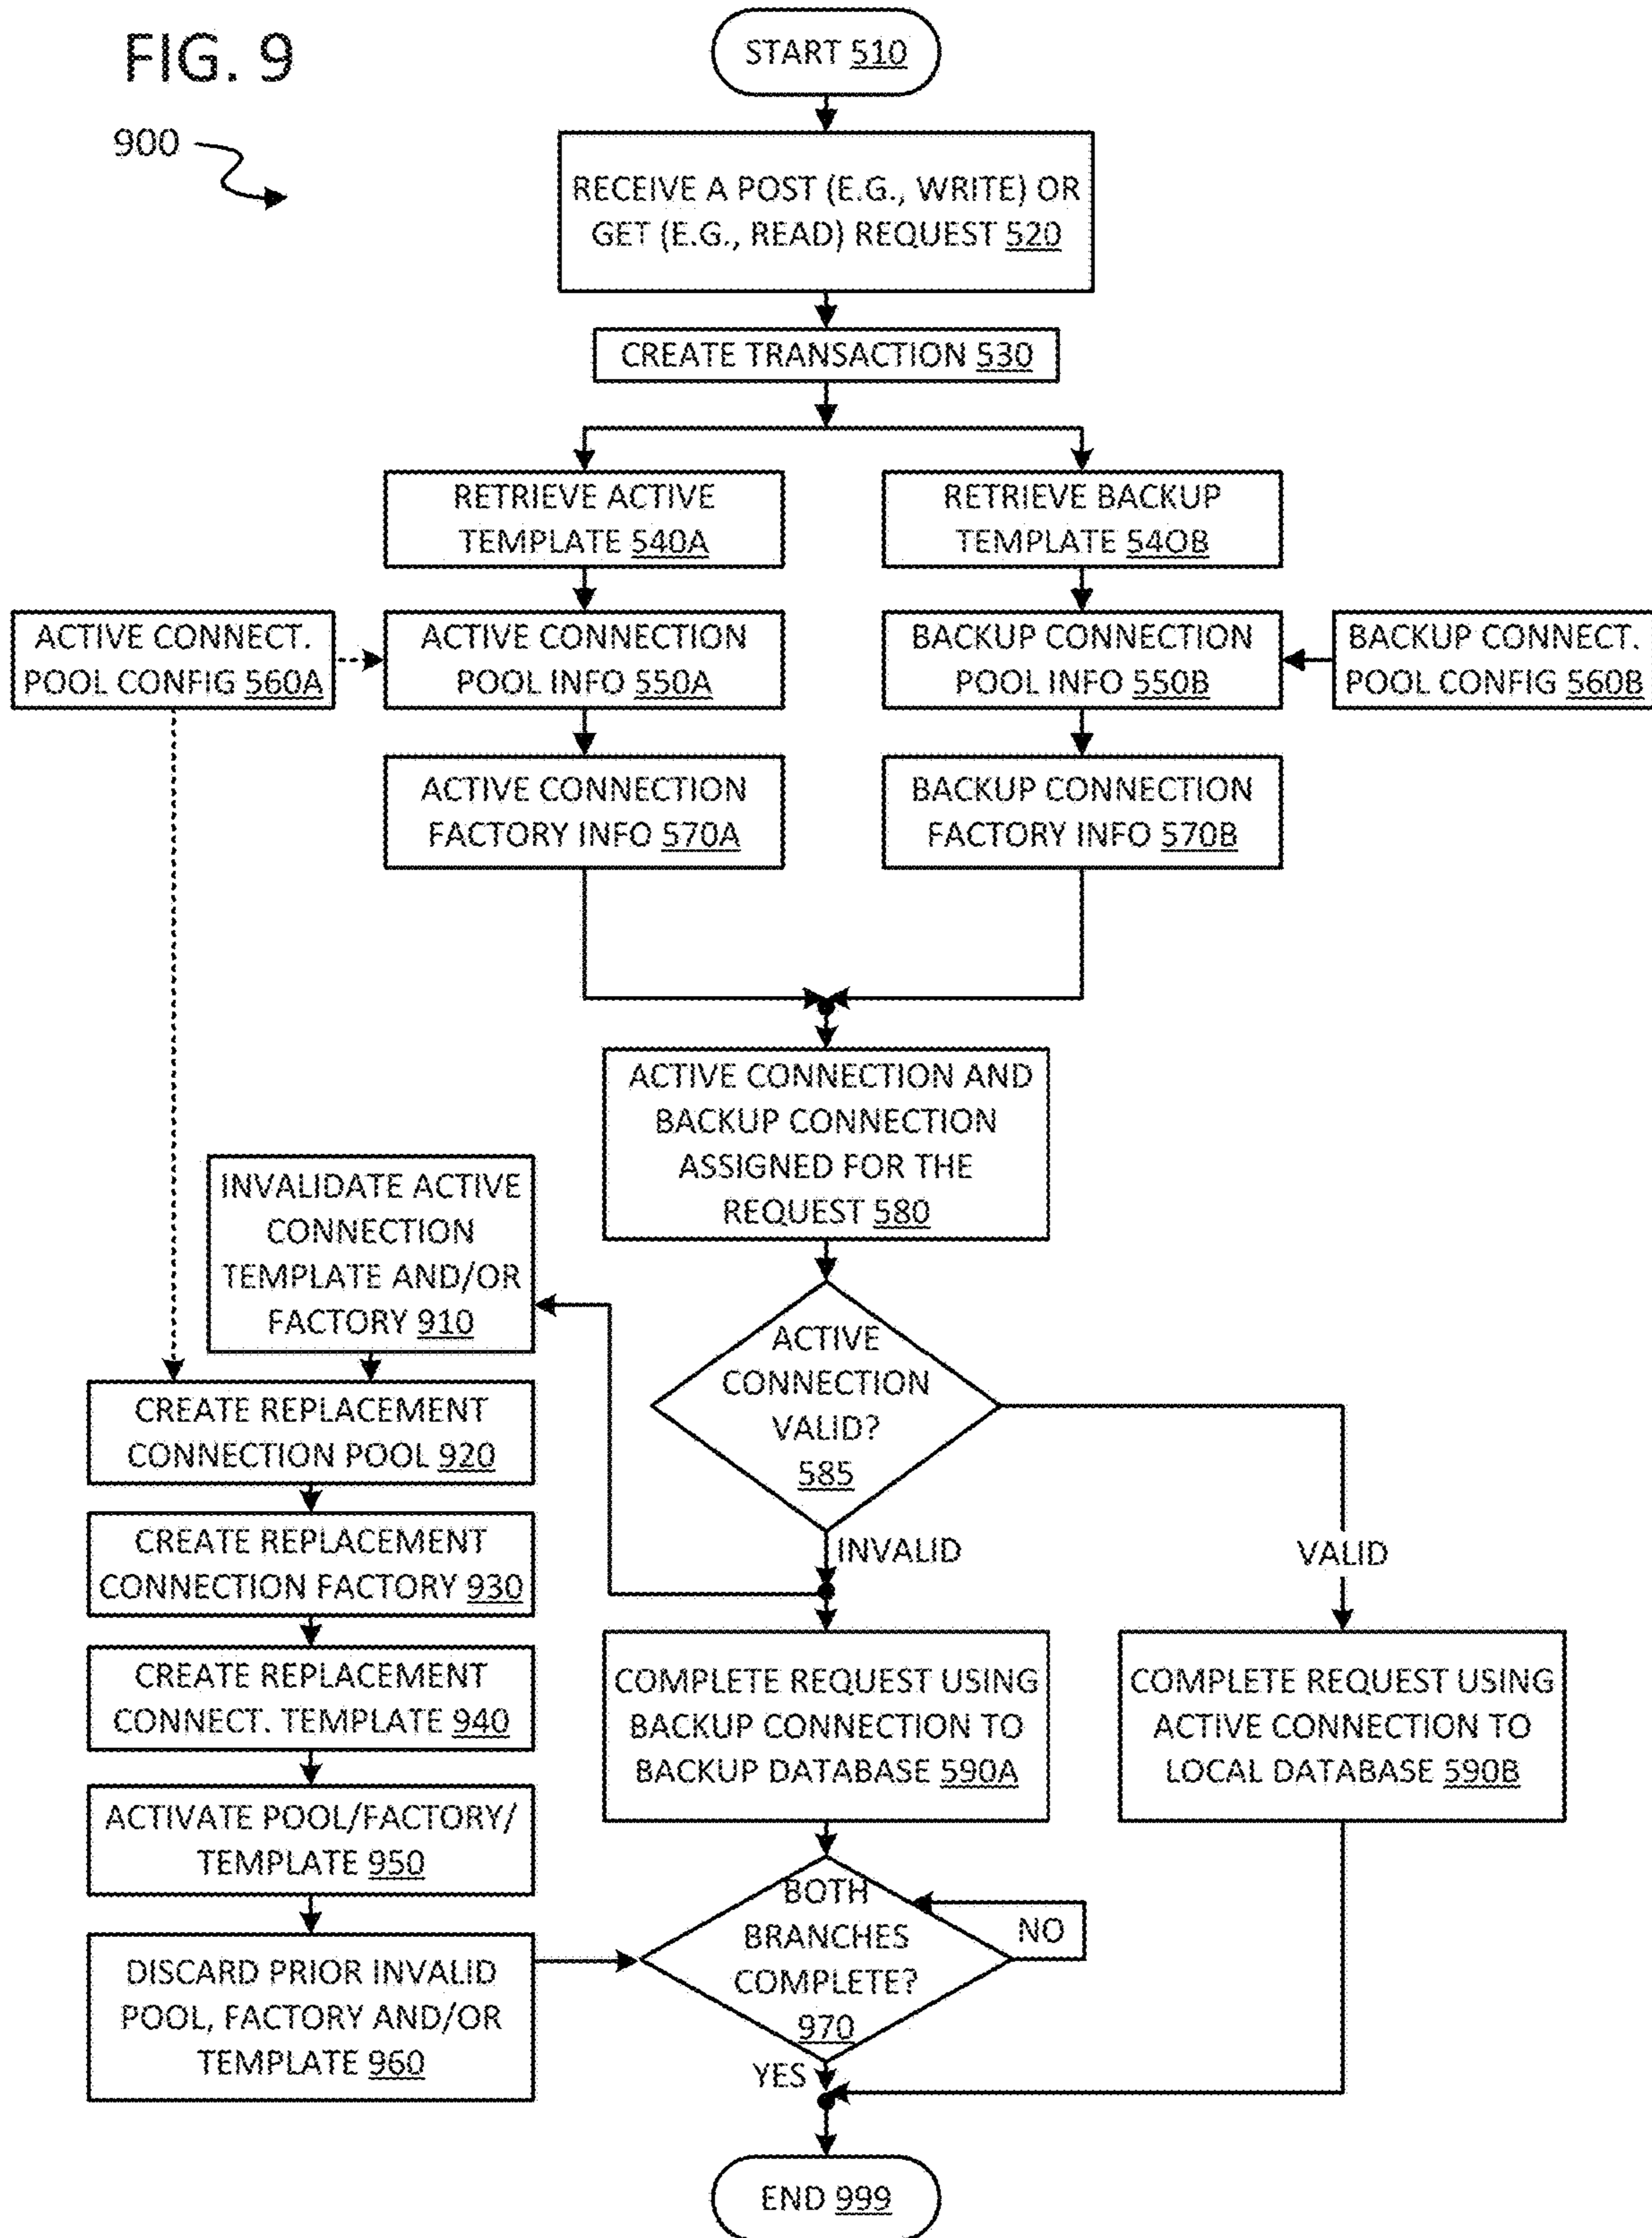 FIG. 9
900
START 510
RECEIVE A POST (E.G., WRITE) OR
GET (E.G., READ) REQUEST 520
CREATE TRANSACTION 530
RETRIEVE ACTIVE
TEMPLATE 540A
RETRIEVE BACKUP
TEMPLATE 54OB
ACTIVE CONNECT.
POOL CONFIG 560A
ACTIVE CONNECTION
POOL INFO 550A
BACKUP CONNECTION
POOL INFO 550B
BACKUP CONNECT.
POOL CONFIG 560B
ACTIVE CONNECTION
FACTORY INFO 570A
BACKUP CONNECTION
FACTORY INFO 570B
ACTIVE CONNECTION AND
BACKUP CONNECTION
ASSIGNED FOR THE
REQUEST 580
INVALIDATE ACTIVE
CONNECTION
TEMPLATE AND/OR
FACTORY 910
ACTIVE
CONNECTION
VALID?
585
CREATE REPLACEMENT
CONNECTION POOL 920
INVALID
VALID
CREATE REPLACEMENT
CONNECTION FACTORY 930
CREATE REPLACEMENT
CONNECT. TEMPLATE 940
COMPLETE REQUEST USING
BACKUP CONNECTION TO
BACKUP DATABASE 590A
COMPLETE REQUEST USING
ACTIVE CONNECTION TO
LOCAL DATABASE 590B
ACTIVATE POOL/FACTORY/
TEMPLATE 950
DISCARD PRIOR INVALID
POOL, FACTORY AND/OR
TEMPLATE 960
BOTH
BRANCHES
COMPLETE?
970
NO
YES
END 999